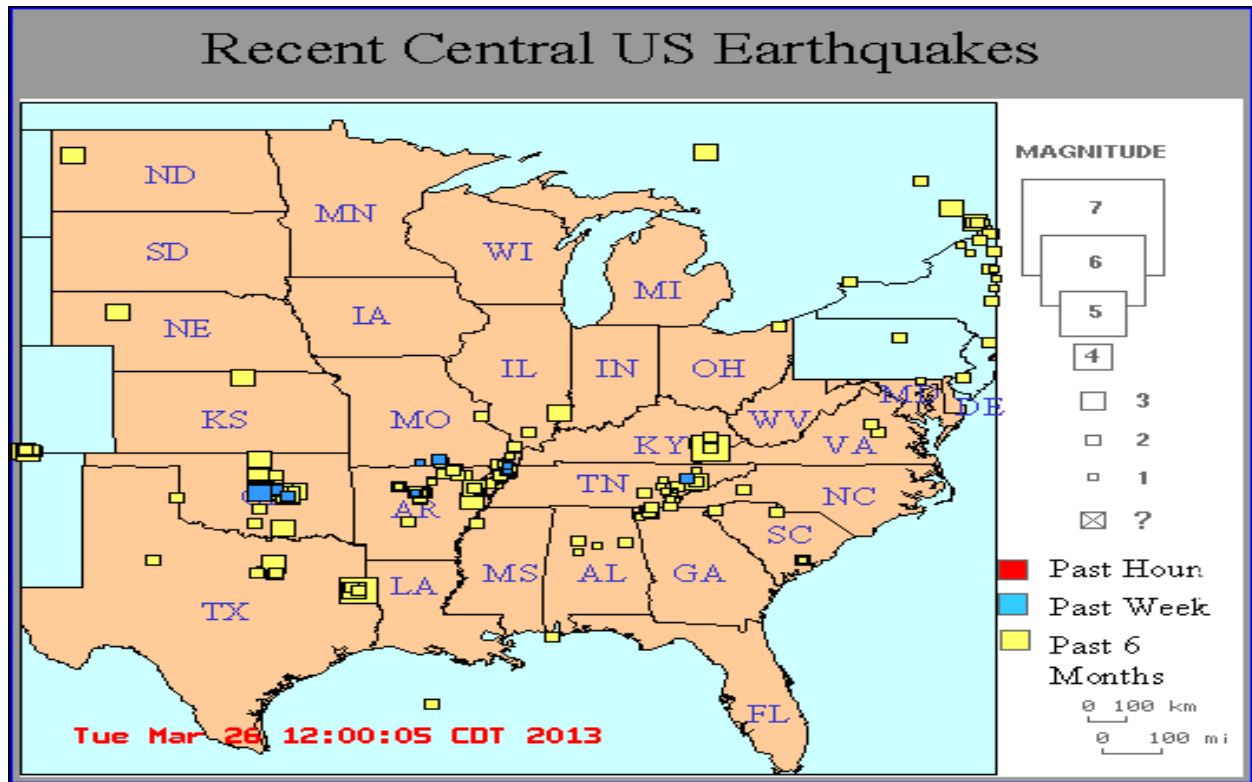 Recent Central US Earthquakes
MAGNITUDE
7
6
5
4
3
2
1
?
Past Houn
Past Week
Past 6
Months
0 100 km
0 100 mi
ND
MN
SD
WI
MI
NE
IA
IL
IN
OH
KS
MO
WV
MD
DE
KY
VA
TN
NC
AR
SC
MS
AL
GA
TX
LA
FL
Tue Mar 26 12:00:05 CDT 2013